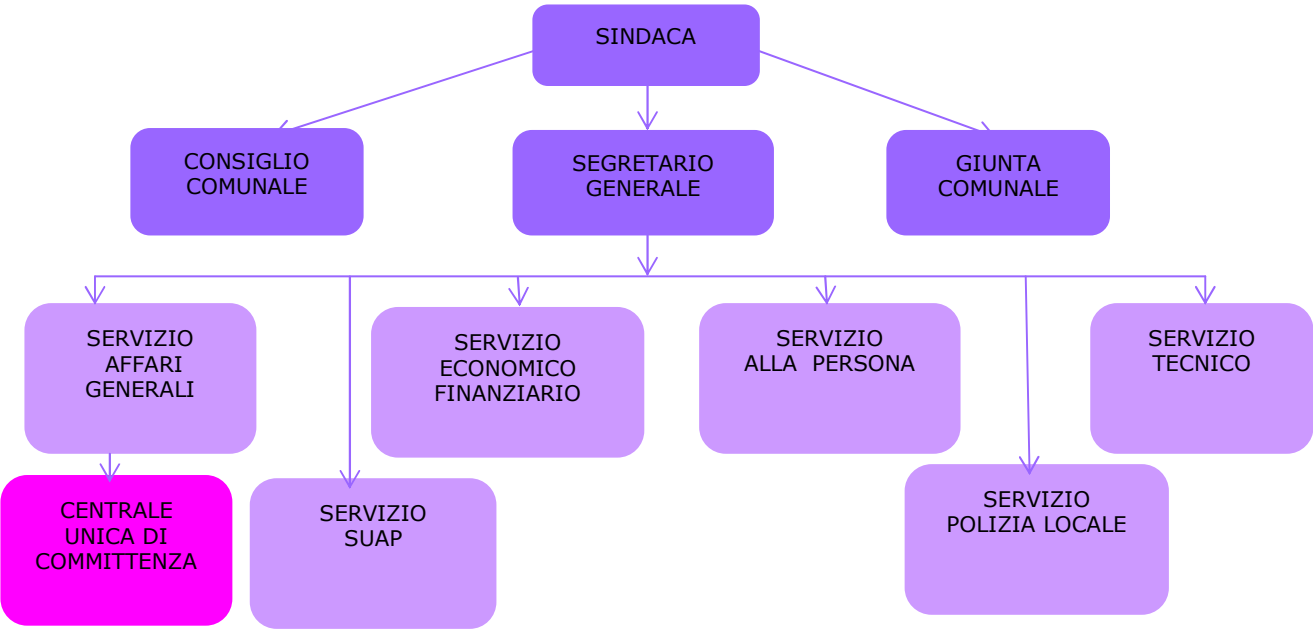 SINDACA
CONSIGLIO
COMUNALE
SEGRETARIO
GENERALE
GIUNTA
COMUNALE
SERVIZIO
AFFARI
GENERALI
SERVIZIO
ECONOMICO
FINANZIARIO
SERVIZIO
ALLA PERSONA
SERVIZIO
TECNICO
CENTRALE
UNICA DI
COMMITTENZA
SERVIZIO
SUAP
SERVIZIO
POLIZIA LOCALE